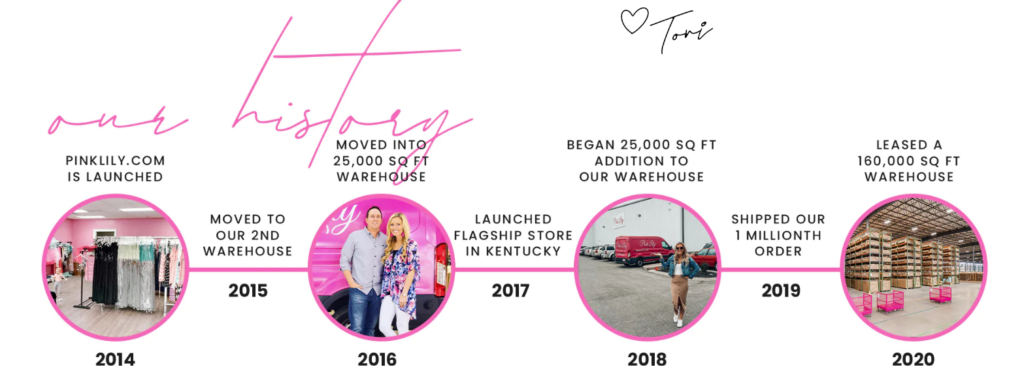 Tori
our history
PINKLILY.COM
IS LAUNCHED
2014
MOVED TO
OUR 2ND
WAREHOUSE
2015
MOVED INTO
25,000 SQ FT
WAREHOUSE
2016
LAUNCHED
FLAGSHIP STORE
IN KENTUCKY
2017
BEGAN 25,000 SQ FT
ADDITION TO
OUR WAREHOUSE
2018
SHIPPED OUR
1 MILLIONTH
ORDER
2019
LEASED A
160,000 SQ FT
WAREHOUSE
2020